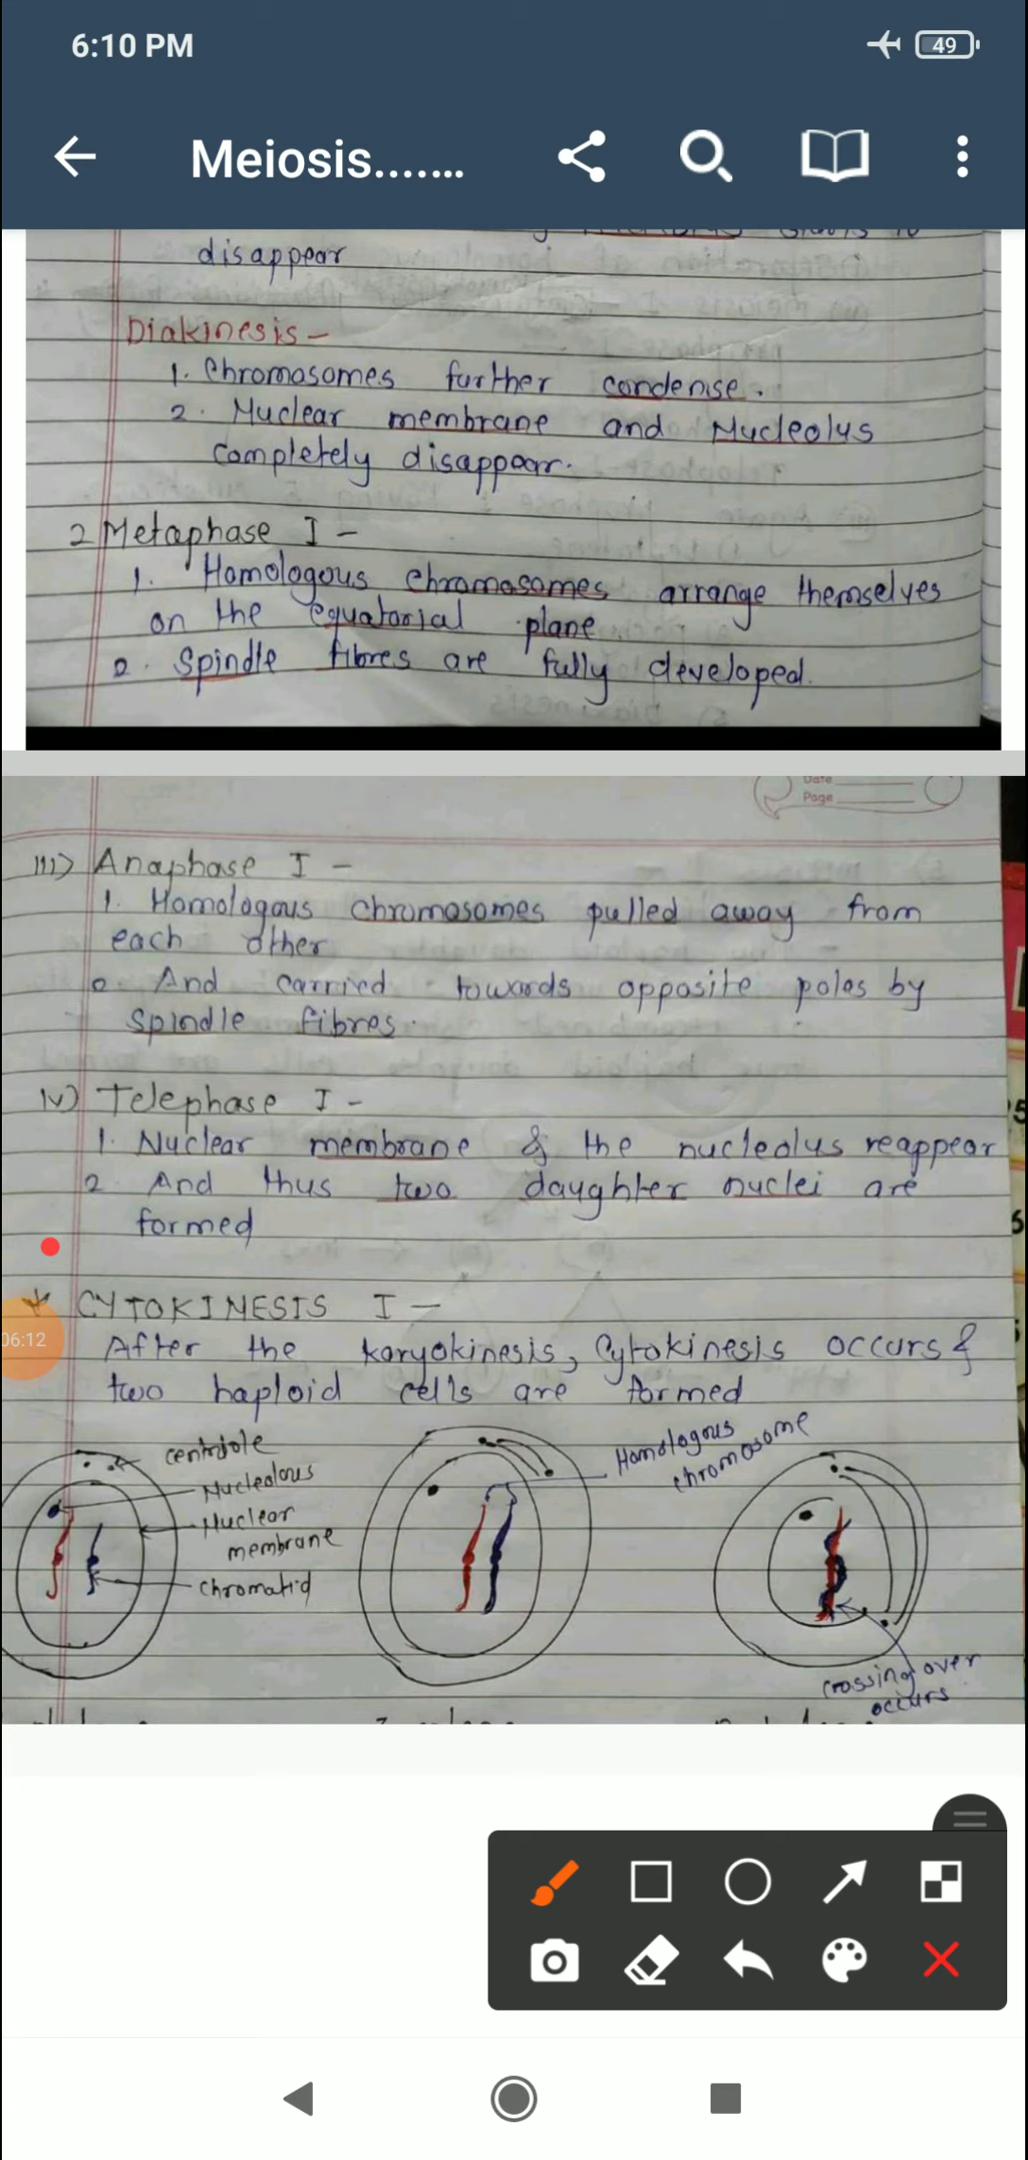 6:10 PM
49
Meiosis.......
disappear
Diakinesis -
1. Chromosomes further condense.
2. Nuclear membrane and Nucleolus
completely disappear.
2 Metaphase I -
1. Homologous chromosomes arrange themselves
on the equatorial plane
2. Spindle fibres are fully developed.
Date
Page
III) Anaphase I -
1. Homologous chromosomes pulled away from
each other
2 And carried towards opposite poles by
spindle fibres.
IV) Telephase I -
1. Nuclear membrane & the nucleolus reappear
2 And thus two daughter nuclei are
formed
* CYTOKINESIS I -
06:12
After the karyokinesis, Cytokinesis occurs &
two haploid cells are formed
centriole
Nucleolous
Nuclear
membrane
chromatid
Homologous
chromosome
crossing over
occurs